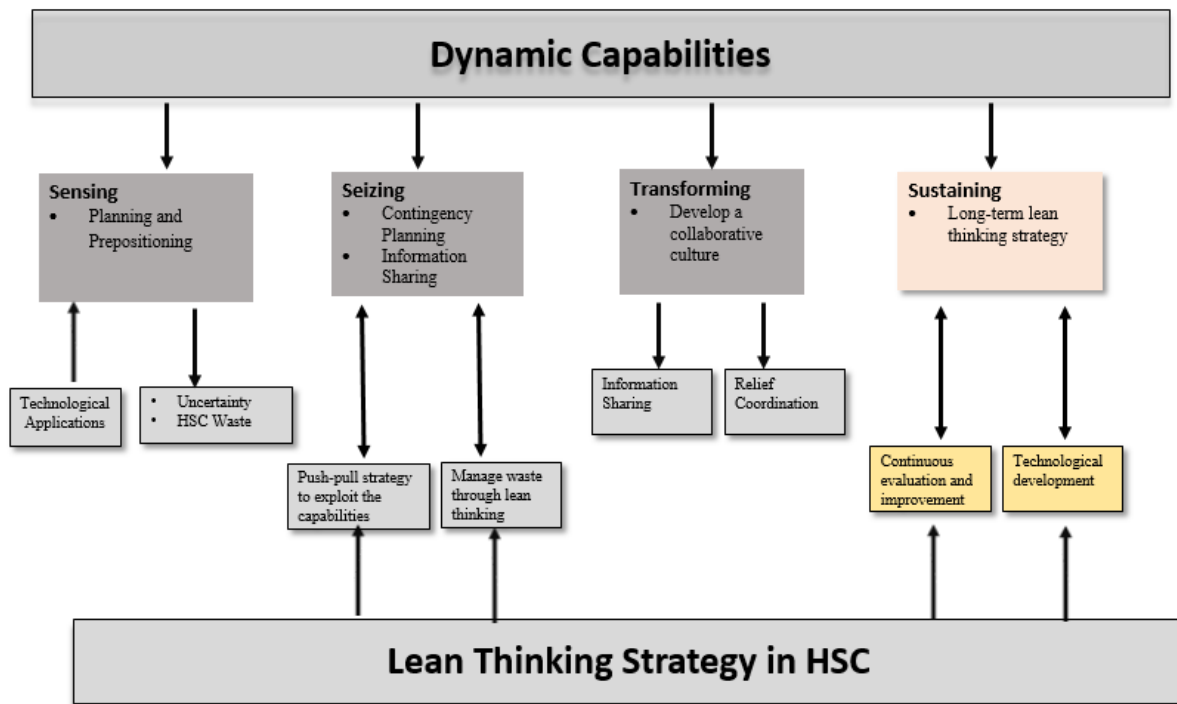 Dynamic Capabilities
Sensing
• Planning and
Prepositioning
Seizing
• Contingency
Planning
• Information
Sharing
Transforming
• Develop a
collaborative
culture
Sustaining
• Long-term lean
thinking strategy
Technological
Applications
• Uncertainty
• HSC Waste
Information
Sharing
Relief
Coordination
Push-pull strategy
to exploit the
capabilities
Manage waste
through lean
thinking
Continuous
evaluation and
improvement
Technological
development
Lean Thinking Strategy in HSC